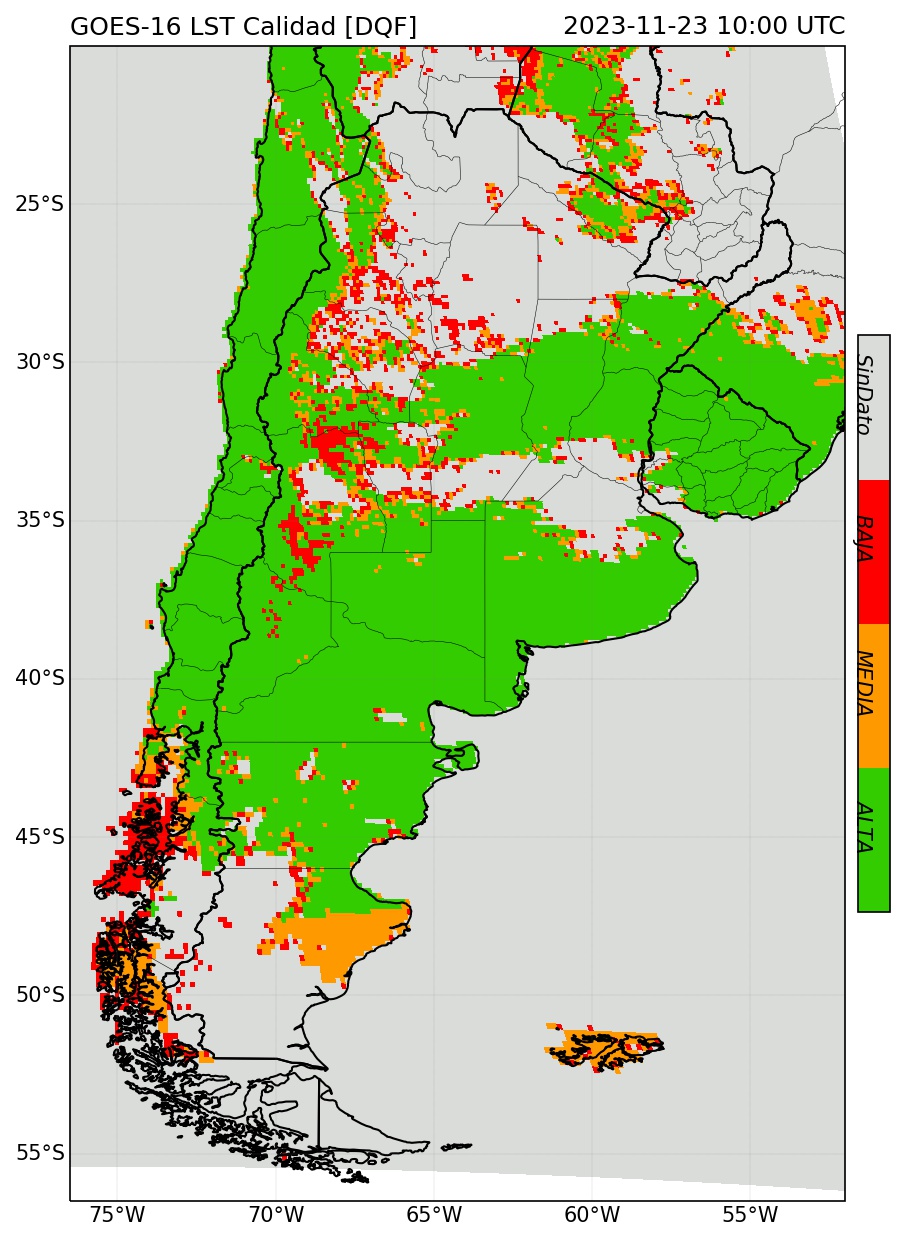 GOES-16 LST Calidad [DQF]
2023-11-23 10:00 UTC
25°S
30°S
35°S
40°S
45°S
50°S
55°S
75°W
70°W
65°W
60°W
55°W
SinDato
BAJA
MEDIA
ALTA